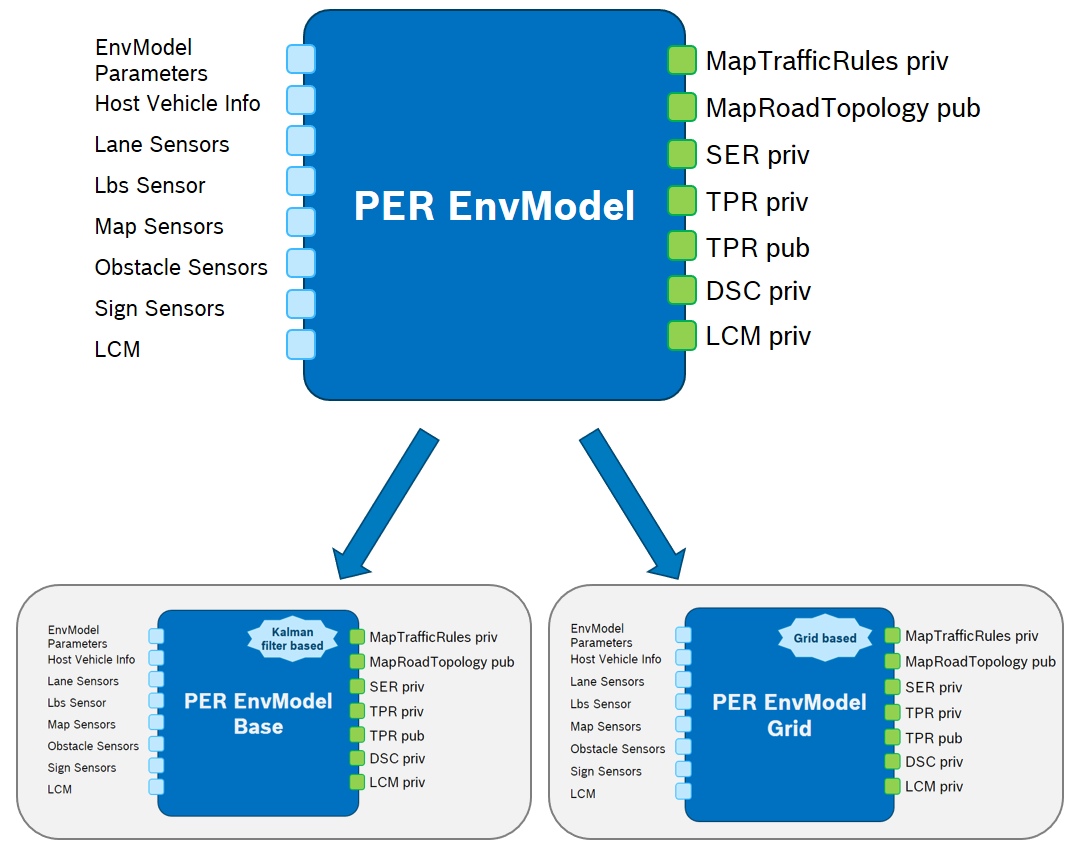 EnvModel
Parameters
Host Vehicle Info
Lane Sensors
Lbs Sensor
Map Sensors
Obstacle Sensors
Sign Sensors
LCM
PER EnvModel
MapTrafficRules priv
MapRoadTopology pub
SER priv
TPR priv
TPR pub
DSC priv
LCM priv
EnvModel
Parameters
Host Vehicle Info
Lane Sensors
Lbs Sensor
Map Sensors
Obstacle Sensors
Sign Sensors
LCM
Kalman
filter based
PER EnvModel
Base
MapTrafficRules priv
MapRoadTopology pub
SER priv
TPR priv
TPR pub
DSC priv
LCM priv
EnvModel
Parameters
Host Vehicle Info
Lane Sensors
Lbs Sensor
Map Sensors
Obstacle Sensors
Sign Sensors
LCM
Grid based
PER EnvModel
Grid
MapTrafficRules priv
MapRoadTopology pub
SER priv
TPR priv
TPR pub
DSC priv
LCM priv